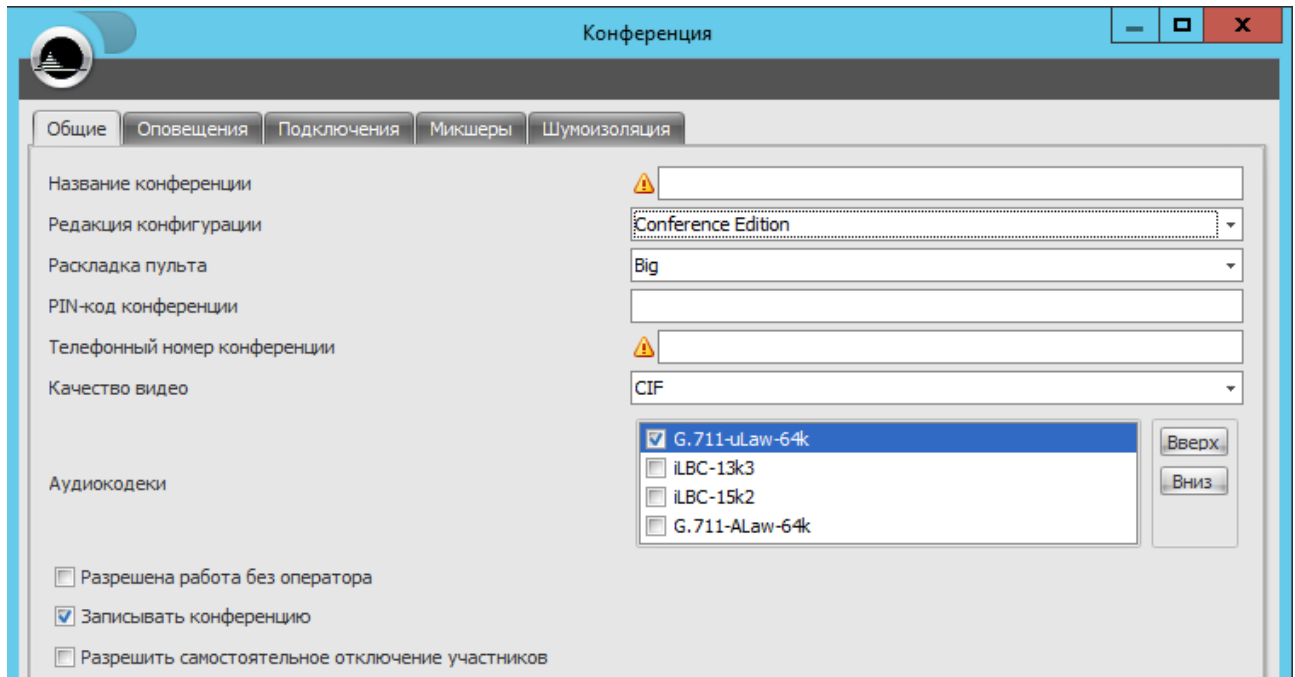 Конференция
Общие Оповещения Подключения Микшеры Шумоизоляция
Название конференции
Редакция конфигурации Conference Edition
Раскладка пульта Big
PIN-код конференции
Телефонный номер конференции
Качество видео CIF
G.711-uLaw-64k Вверх
iLBC-13k3
Аудиокодеки Вниз
iLBC-15k2
G.711-ALaw-64k
Разрешена работа без оператора
Записывать конференцию
Разрешить самостоятельное отключение участников